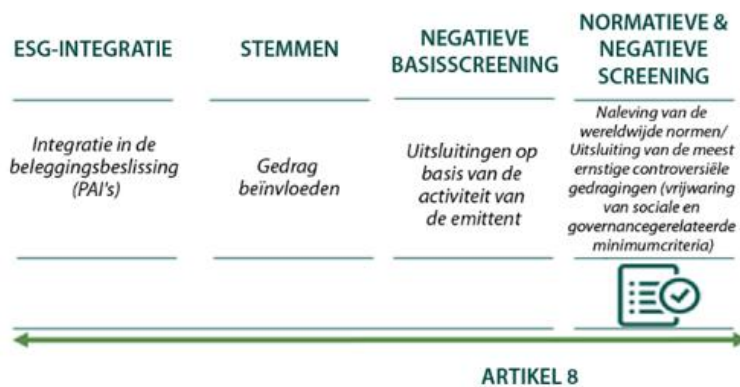 ESG-INTEGRATIE
STEMMEN
NEGATIEVE
BASISSCREENING
NORMATIEVE &
NEGATIEVE
SCREENING
Integratie in de
beleggingsbeslissing
(PAI's)
Gedrag
beïnvloeden
Uitsluitingen op
basis van de
activiteit van
de emittent
Naleving van de
wereldwijde normen/
Uitsluiting van de meest
ernstige controversiële
gedragingen (vrijwaring
van sociale en
governancegerelateerde
minimumcriteria)
ARTIKEL 8